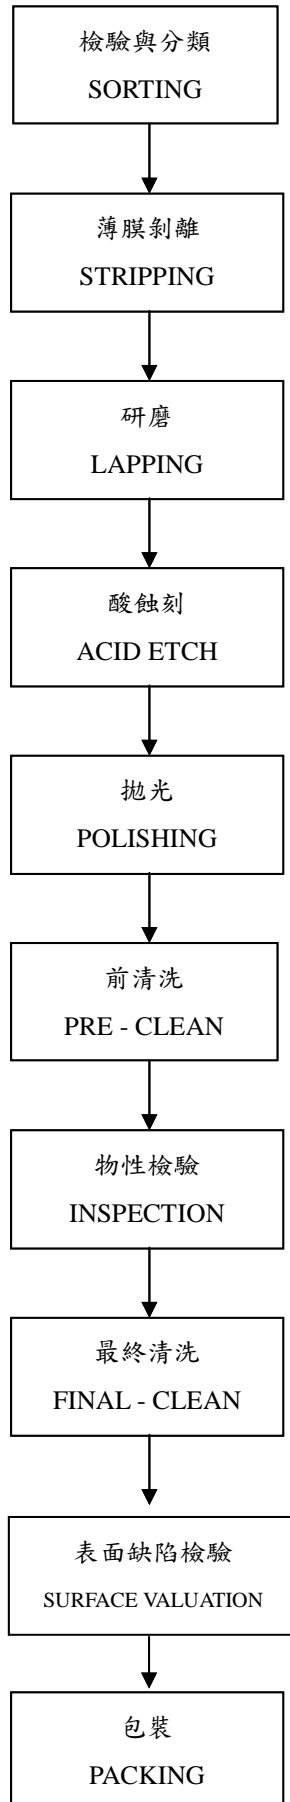 檢驗與分類
SORTING
薄膜剝離
STRIPPING
研磨
LAPPING
酸蝕刻
ACID ETCH
拋光
POLISHING
前清洗
PRE - CLEAN
物性檢驗
INSPECTION
最終清洗
FINAL - CLEAN
表面缺陷檢驗
SURFACE VALUATION
包裝
PACKING